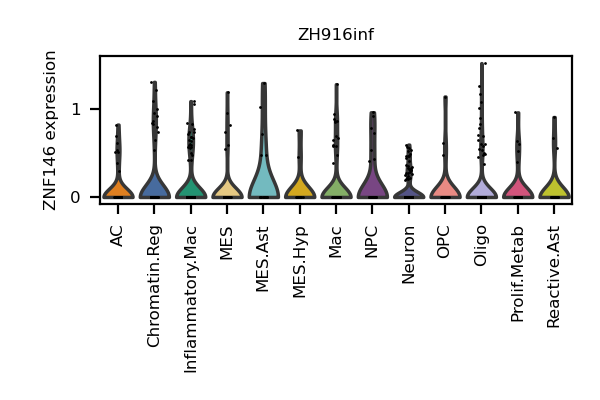 ZH916inf
ZNF146 expression
1
0
AC
Chromatin.Reg
Inflammatory.Mac
MES
MES.Ast
MES.Hyp
Mac
NPC
Neuron
OPC
Oligo
Prolif.Metab
Reactive.Ast